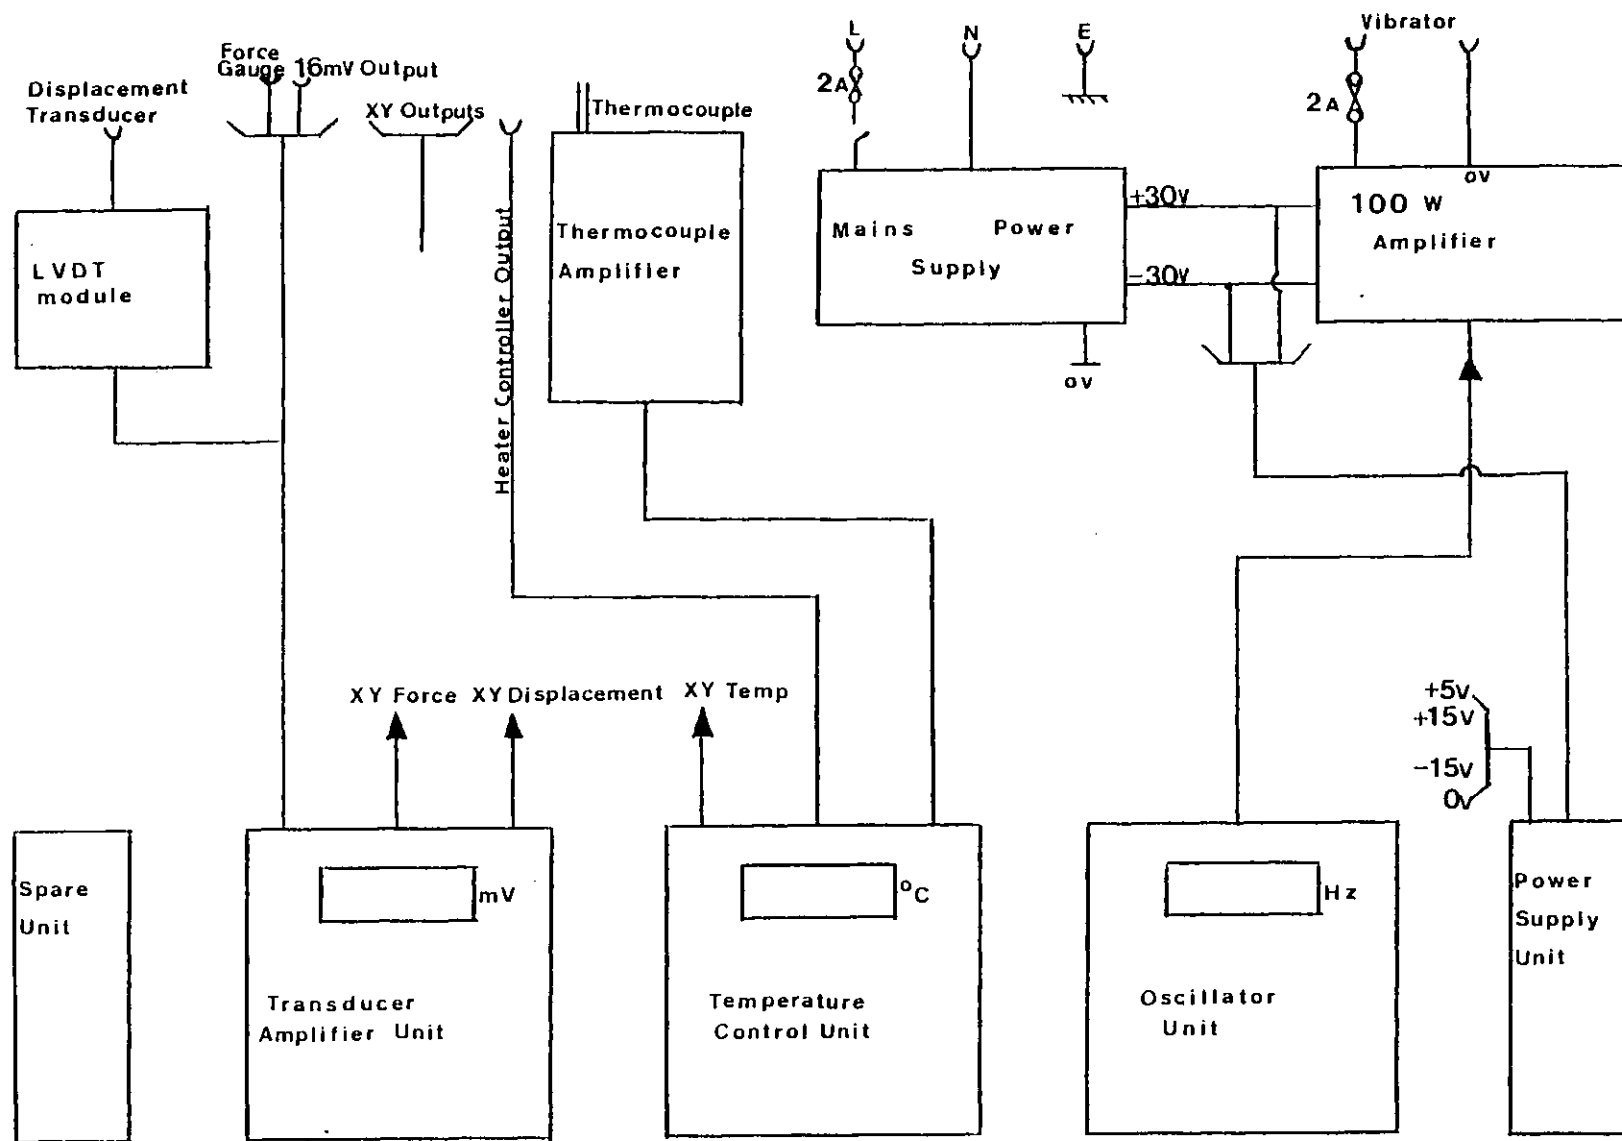 Force
Gauge 16mV Output
Displacement
Transducer
XY Outputs
Thermocouple
L
N
E
Vibrator
2A
2A
LVDT
module
Heater Controller Output
Thermocouple
Amplifier
Mains Power
Supply
+30v
-30v
0v
0v
100 W
Amplifier
XY Force
XY Displacement
XY Temp
+5v
+15v
-15v
0v
Spare
Unit
mV
Transducer
Amplifier Unit
°C
Temperature
Control Unit
Hz
Oscillator
Unit
Power
Supply
Unit